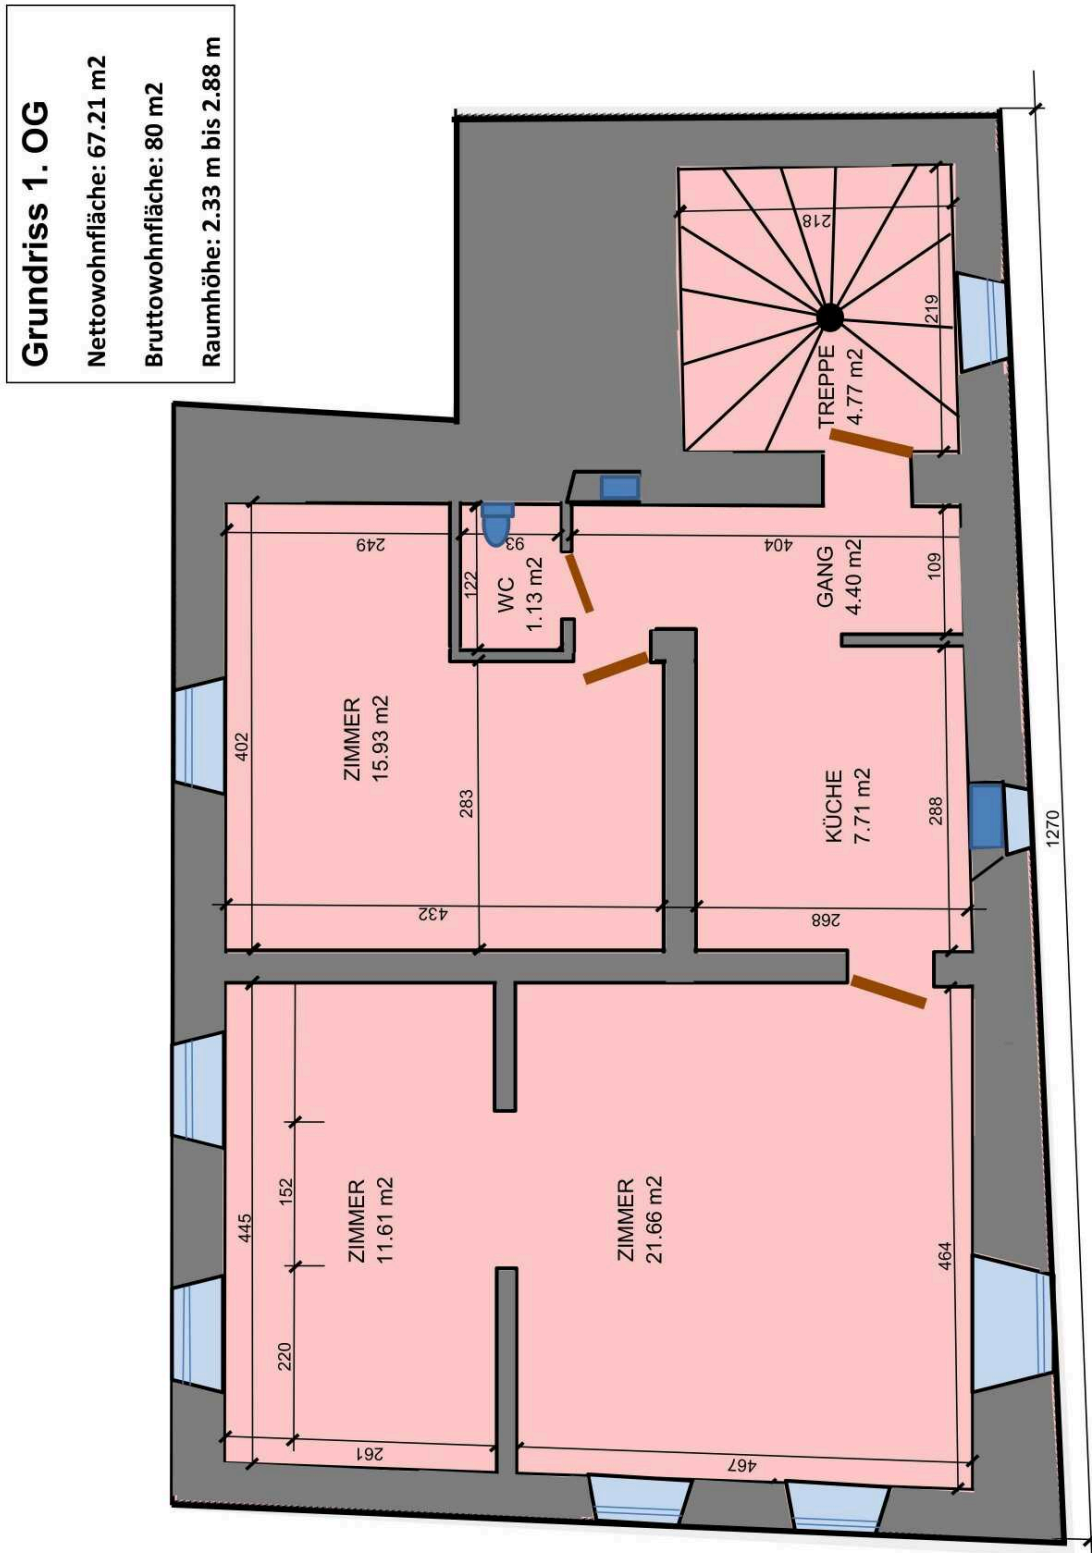 Grundriss 1. OG
Nettowohnfläche: 67.21 m2
Bruttowohnfläche: 80 m2
Raumhöhe: 2.33 m bis 2.88 m
218
219
TREPPE
4.77 m2
249
93
404
122
WC
1.13 m2
GANG
4.40 m2
109
402
ZIMMER
15.93 m2
283
KÜCHE
7.71 m2
288
432
268
1270
445
152
220
ZIMMER
11.61 m2
ZIMMER
21.66 m2
464
261
467